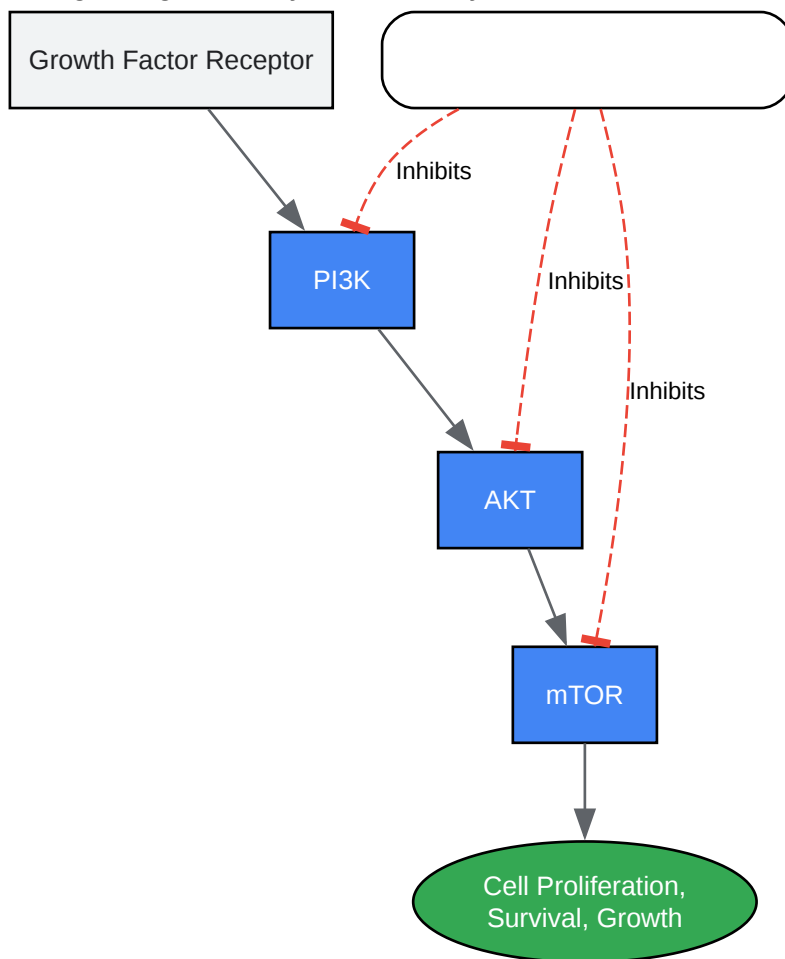 Growth Factor Receptor
Inhibits
PI3K
Inhibits
Inhibits
AKT
mTOR
Cell Proliferation,
Survival, Growth